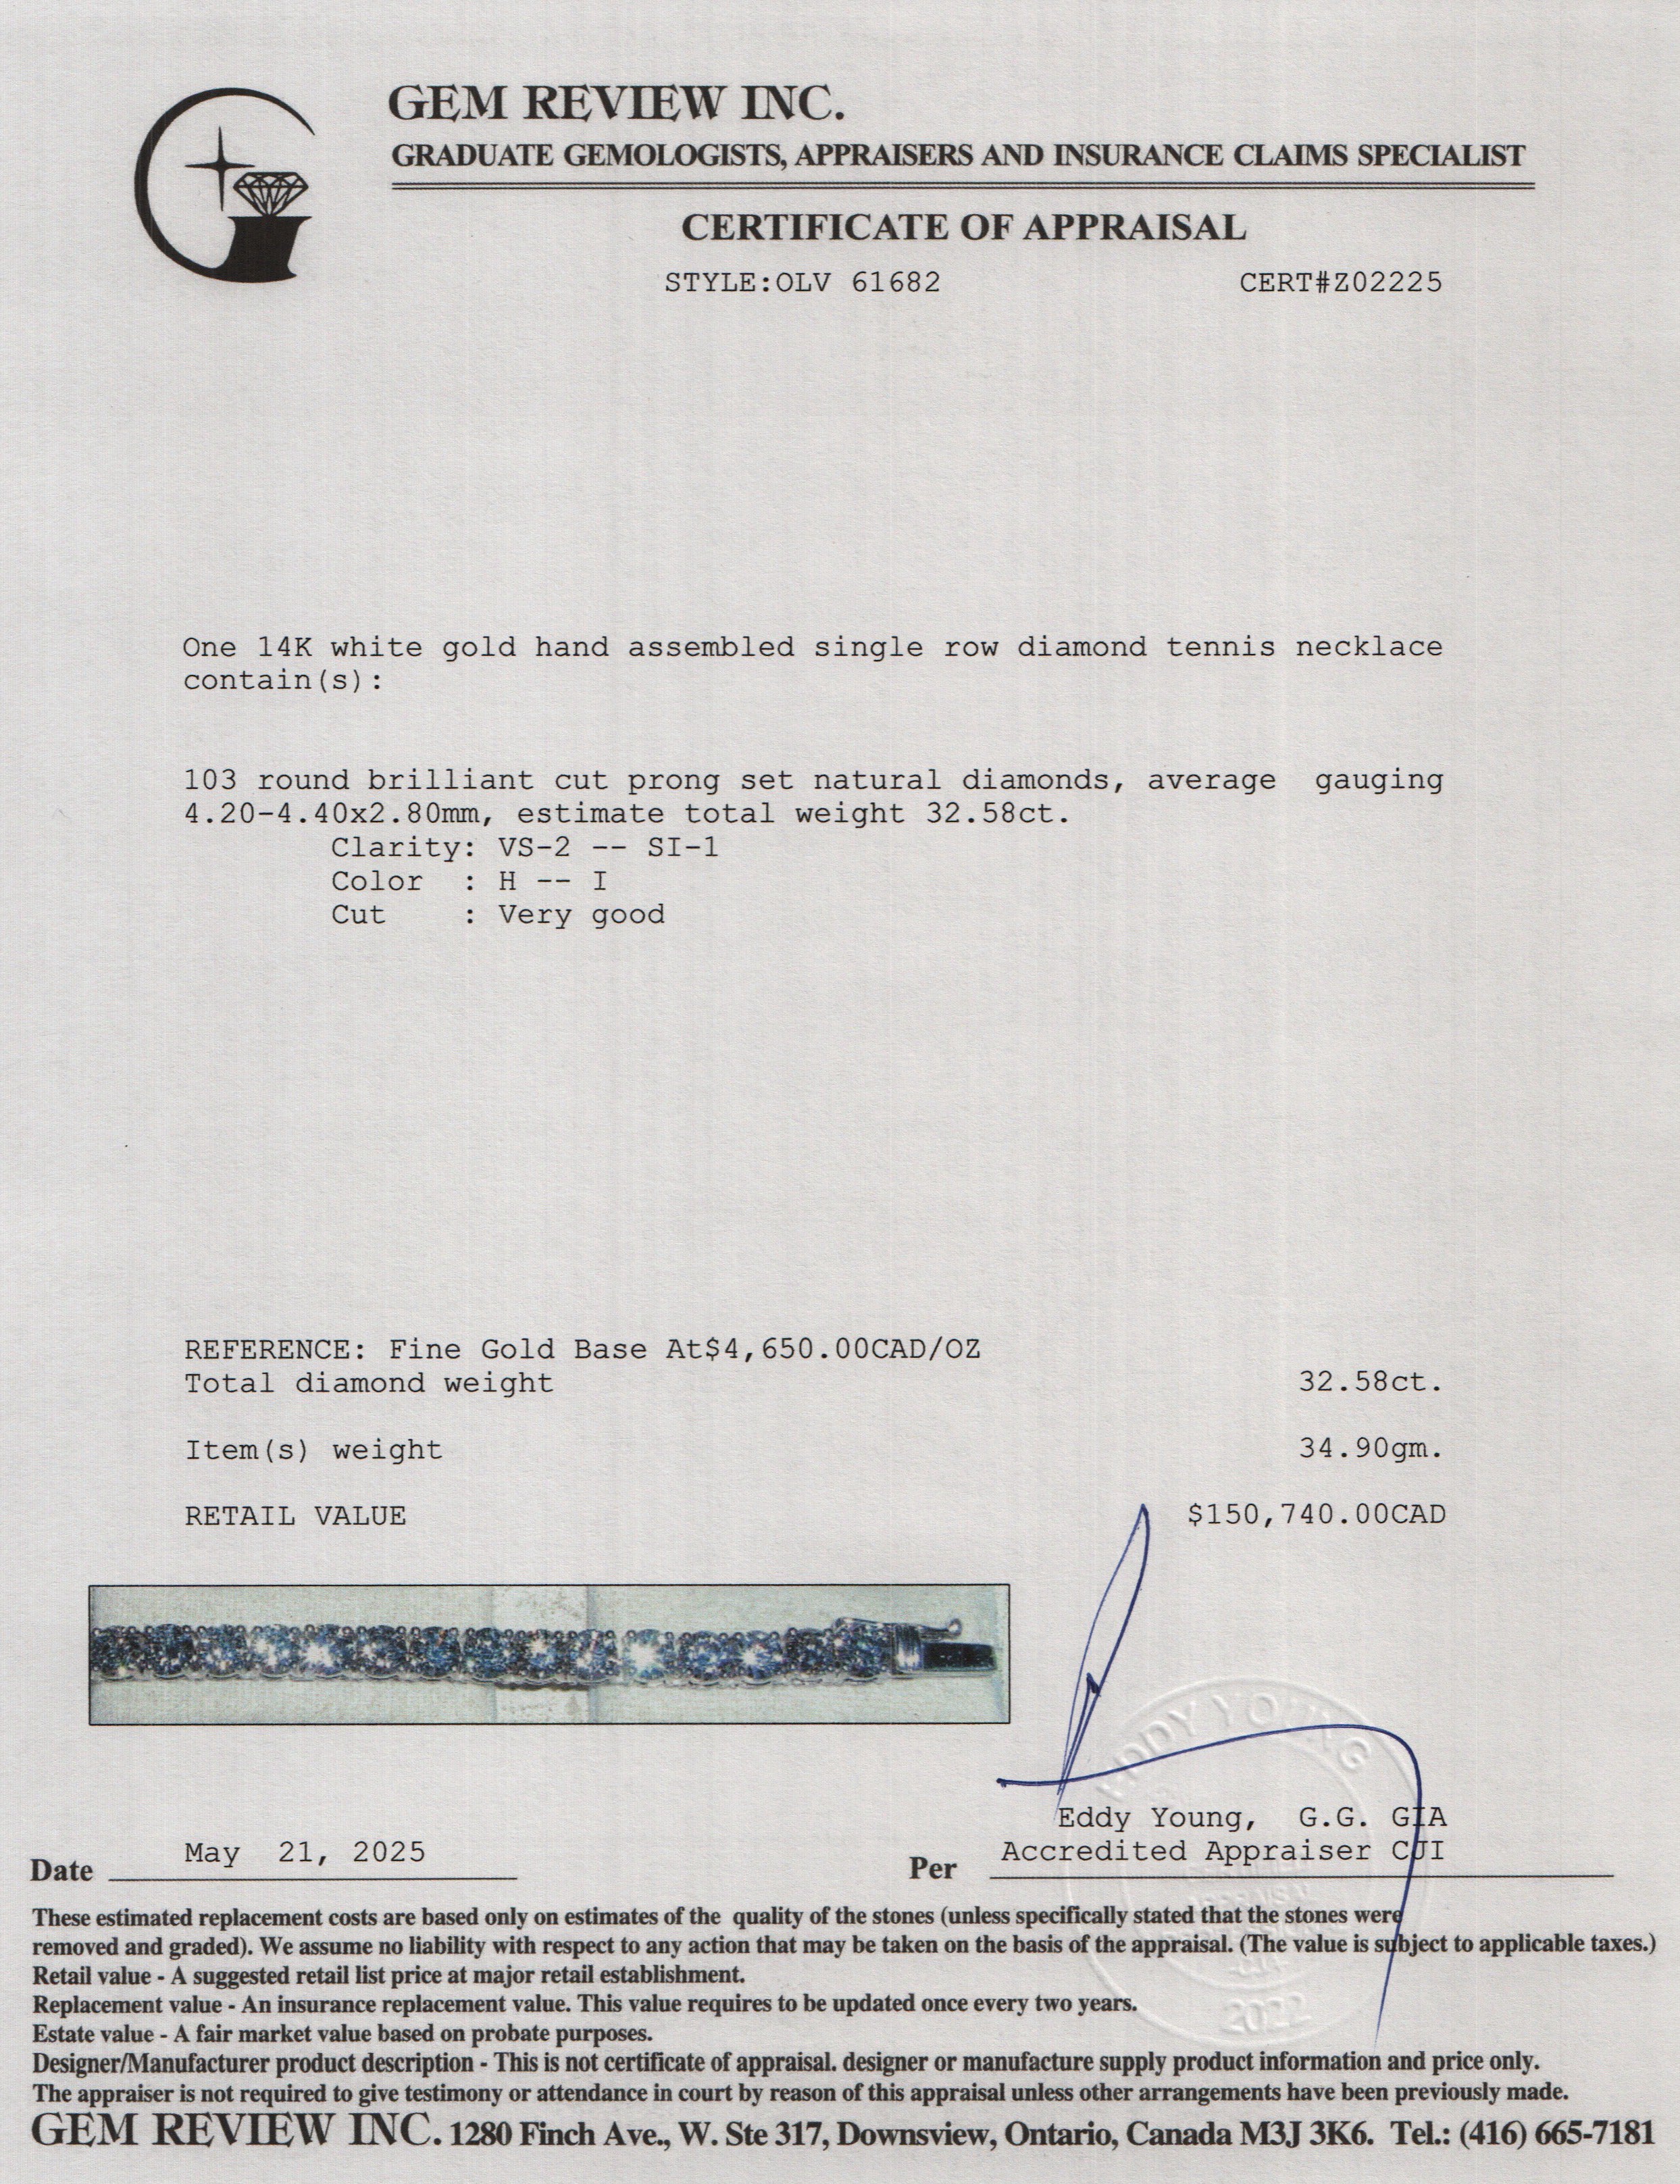 GEM REVIEW INC.
GRADUATE GEMOLOGISTS, APPRAISERS AND INSURANCE CLAIMS SPECIALIST
CERTIFICATE OF APPRAISAL
STYLE:OLV 61682 CERT#Z02225
One 14K white gold hand assembled single row diamond tennis necklace
contain(s):
103 round brilliant cut prong set natural diamonds, average gauging
4.20-4.40x2.80mm, estimate total weight 32.58ct.
Clarity: VS-2 -- SI-1
Color : H -- I
Cut : Very good
REFERENCE: Fine Gold Base At$4,650.00CAD/OZ
Total diamond weight 32.58ct.
Item(s) weight 34.90gm.
RETAIL VALUE $150,740.00CAD
EDDY YOUNG
Eddy Young, G.G. GIA
Accredited Appraiser CJI
Date May 21, 2025 Per
2022
These estimated replacement costs are based only on estimates of the quality of the stones (unless specifically stated that the stones were
removed and graded). We assume no liability with respect to any action that may be taken on the basis of the appraisal. (The value is subject to applicable taxes.)
Retail value - A suggested retail list price at major retail establishment.
Replacement value - An insurance replacement value. This value requires to be updated once every two years.
Estate value - A fair market value based on probate purposes.
Designer/Manufacturer product description - This is not certificate of appraisal. designer or manufacture supply product information and price only.
The appraiser is not required to give testimony or attendance in court by reason of this appraisal unless other arrangements have been previously made.
GEM REVIEW INC. 1280 Finch Ave., W. Ste 317, Downsview, Ontario, Canada M3J 3K6. Tel.: (416) 665-7181